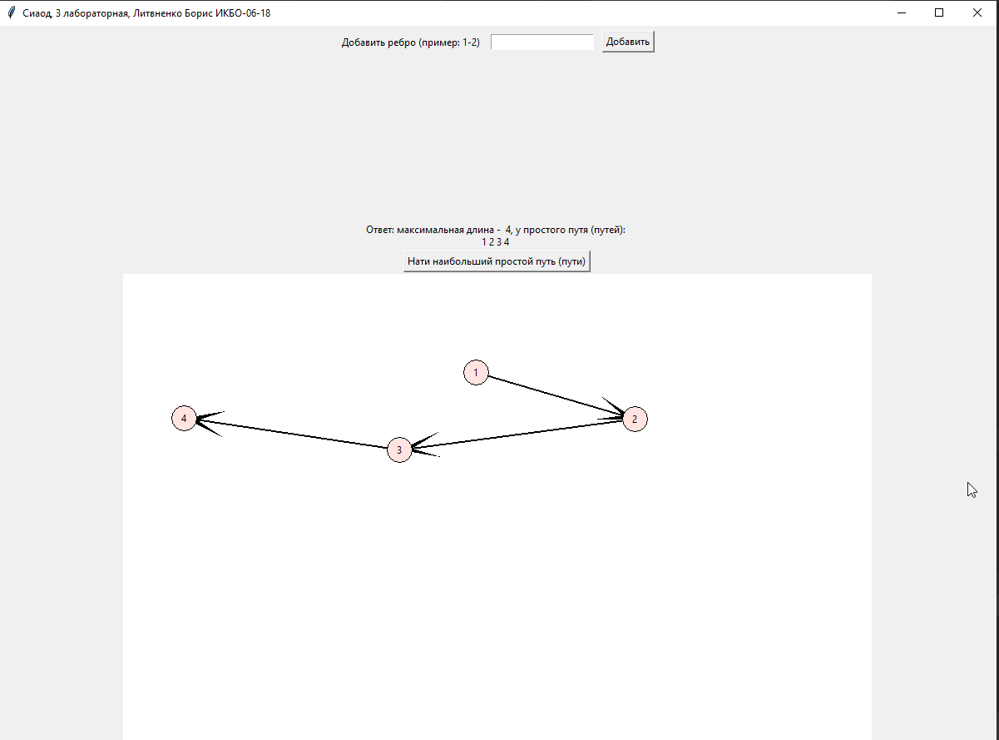 Сиаод, 3 лабораторная, Литвненко Борис ИКБО-06-18
Добавить ребро (пример: 1-2) Добавить
Ответ: максимальная длина - 4, у простого путя (путей):
1 2 3 4
Нати наибольший простой путь (пути)
1
4
2
3